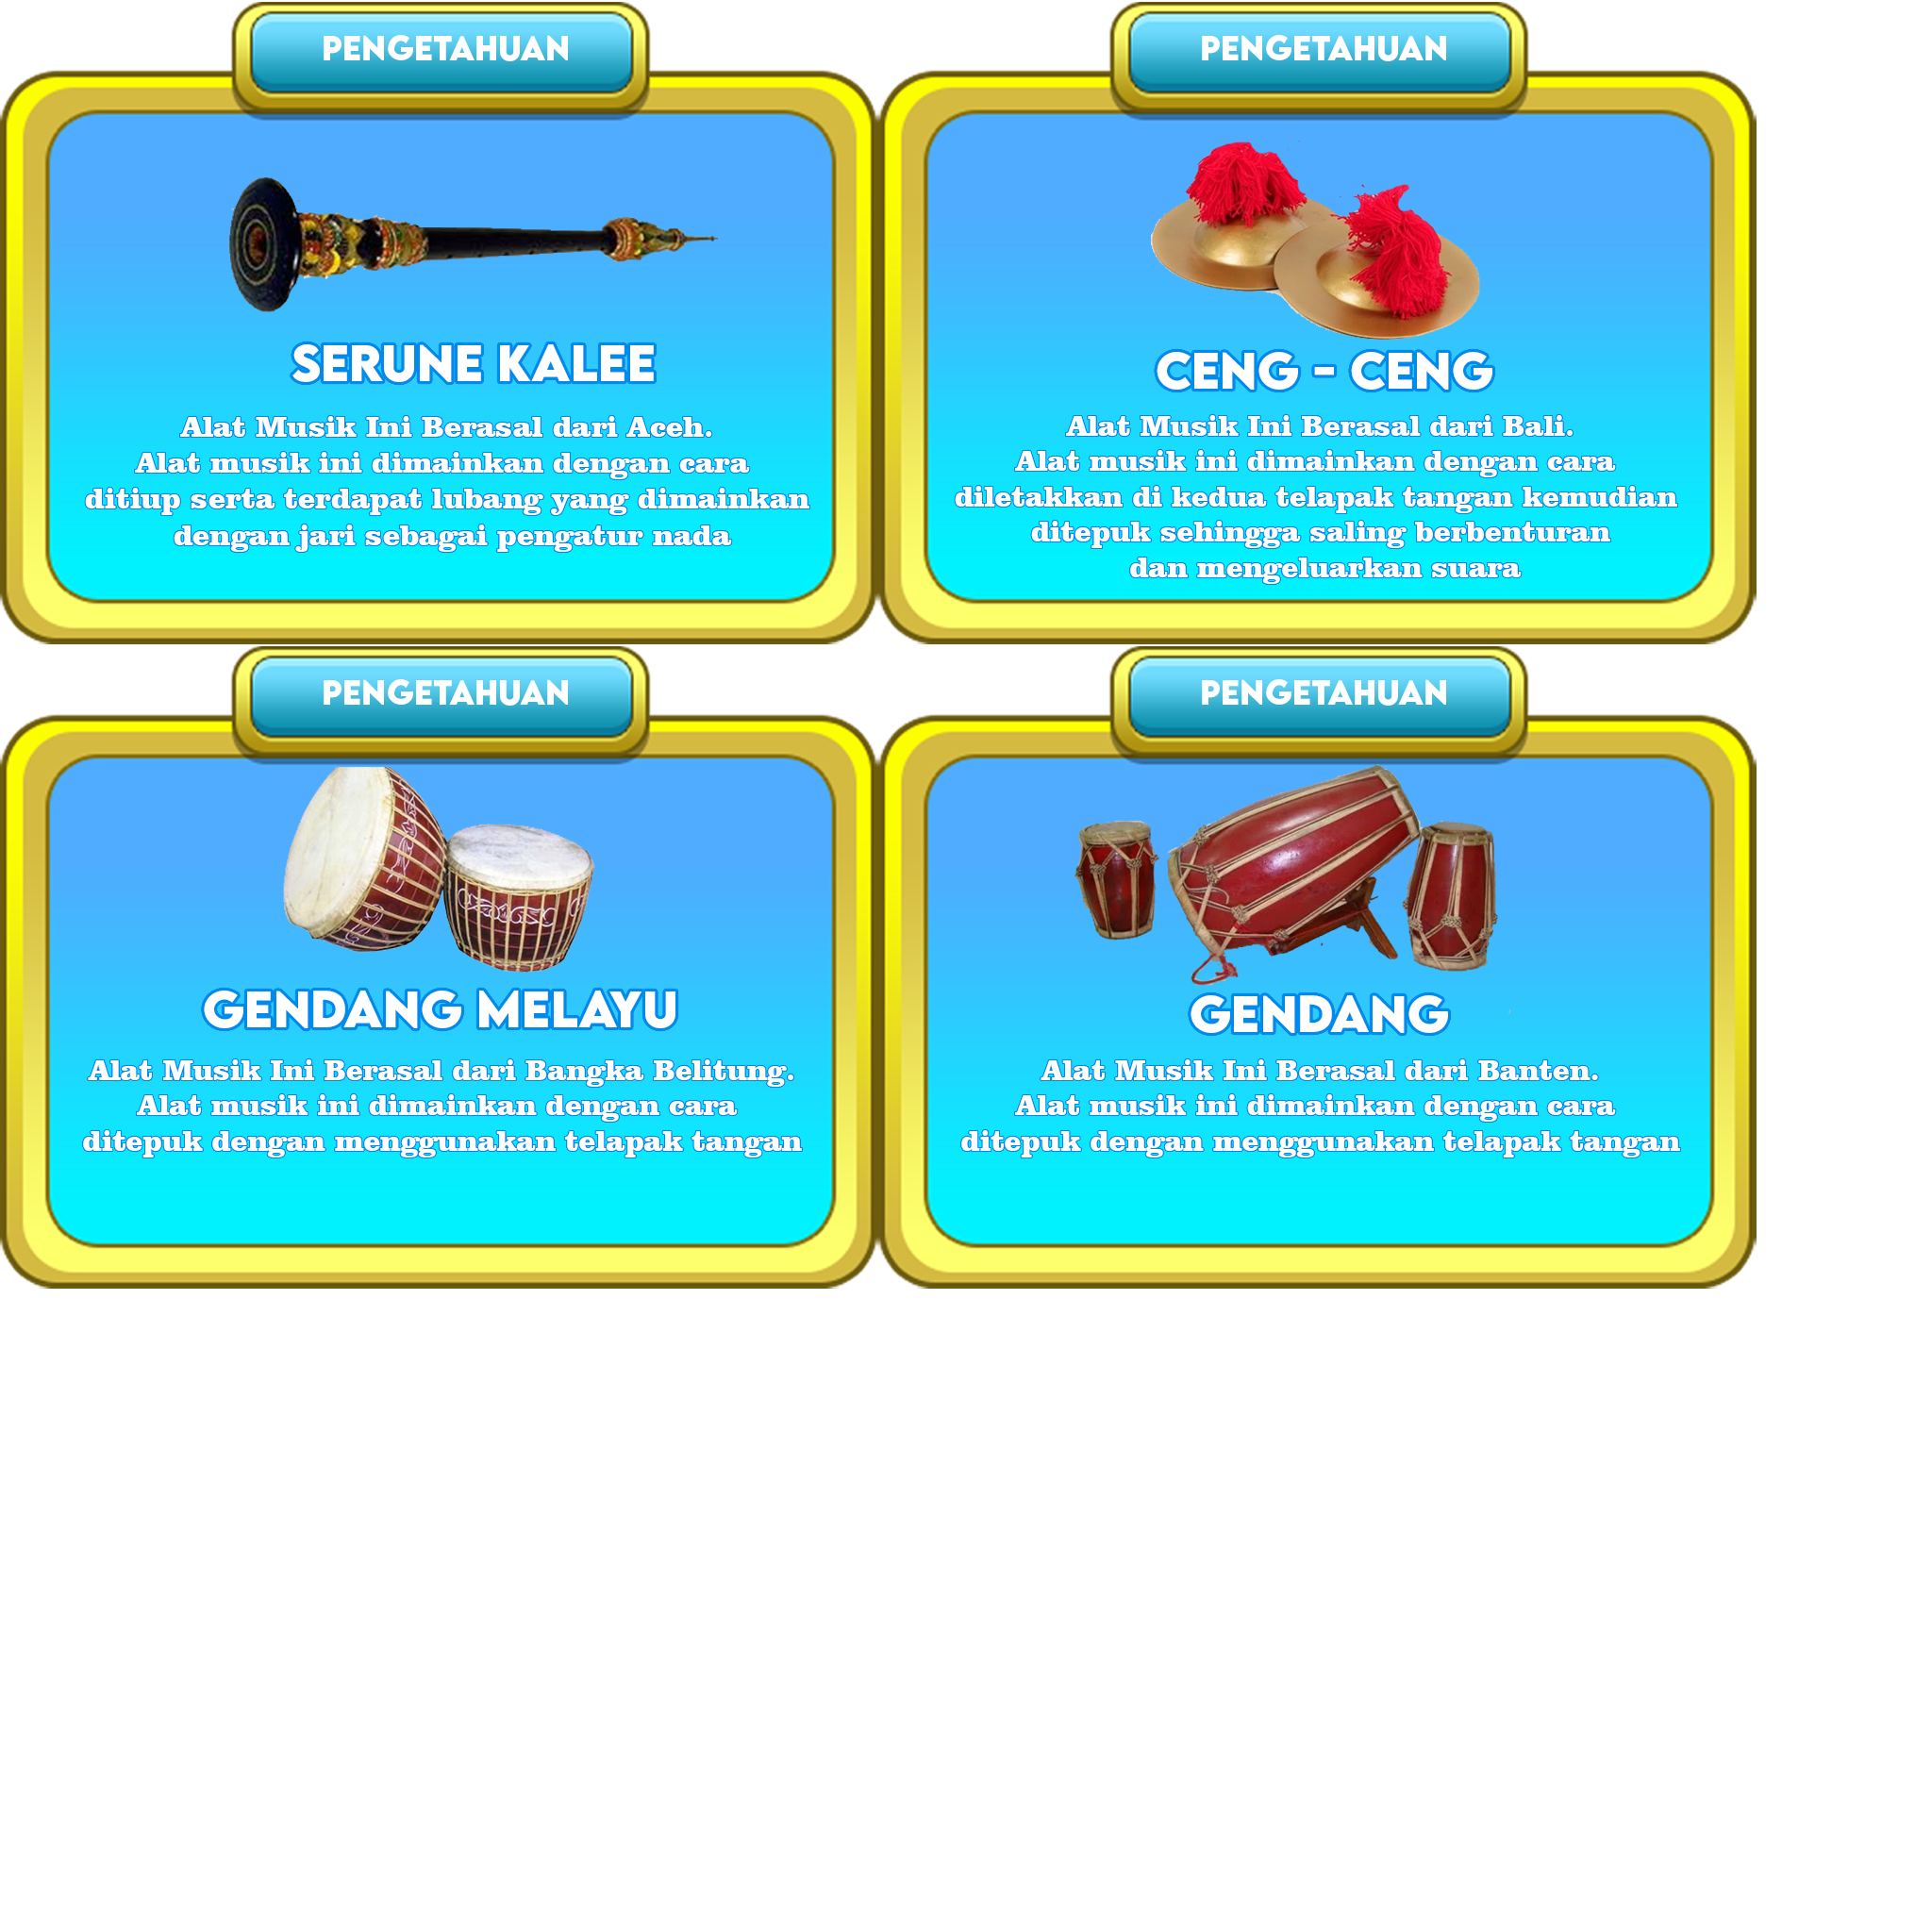 PENGETAHUAN
SERUNE KALEE
Alat Musik Ini Berasal dari Aceh.
Alat musik ini dimainkan dengan cara
ditiup serta terdapat lubang yang dimainkan
dengan jari sebagai pengatur nada
PENGETAHUAN
CENG - CENG
Alat Musik Ini Berasal dari Bali.
Alat musik ini dimainkan dengan cara
diletakkan di kedua telapak tangan kemudian
ditepuk sehingga saling berbenturan
dan mengeluarkan suara
PENGETAHUAN
GENDANG MELAYU
Alat Musik Ini Berasal dari Bangka Belitung.
Alat musik ini dimainkan dengan cara
ditepuk dengan menggunakan telapak tangan
PENGETAHUAN
GENDANG
Alat Musik Ini Berasal dari Banten.
Alat musik ini dimainkan dengan cara
ditepuk dengan menggunakan telapak tangan